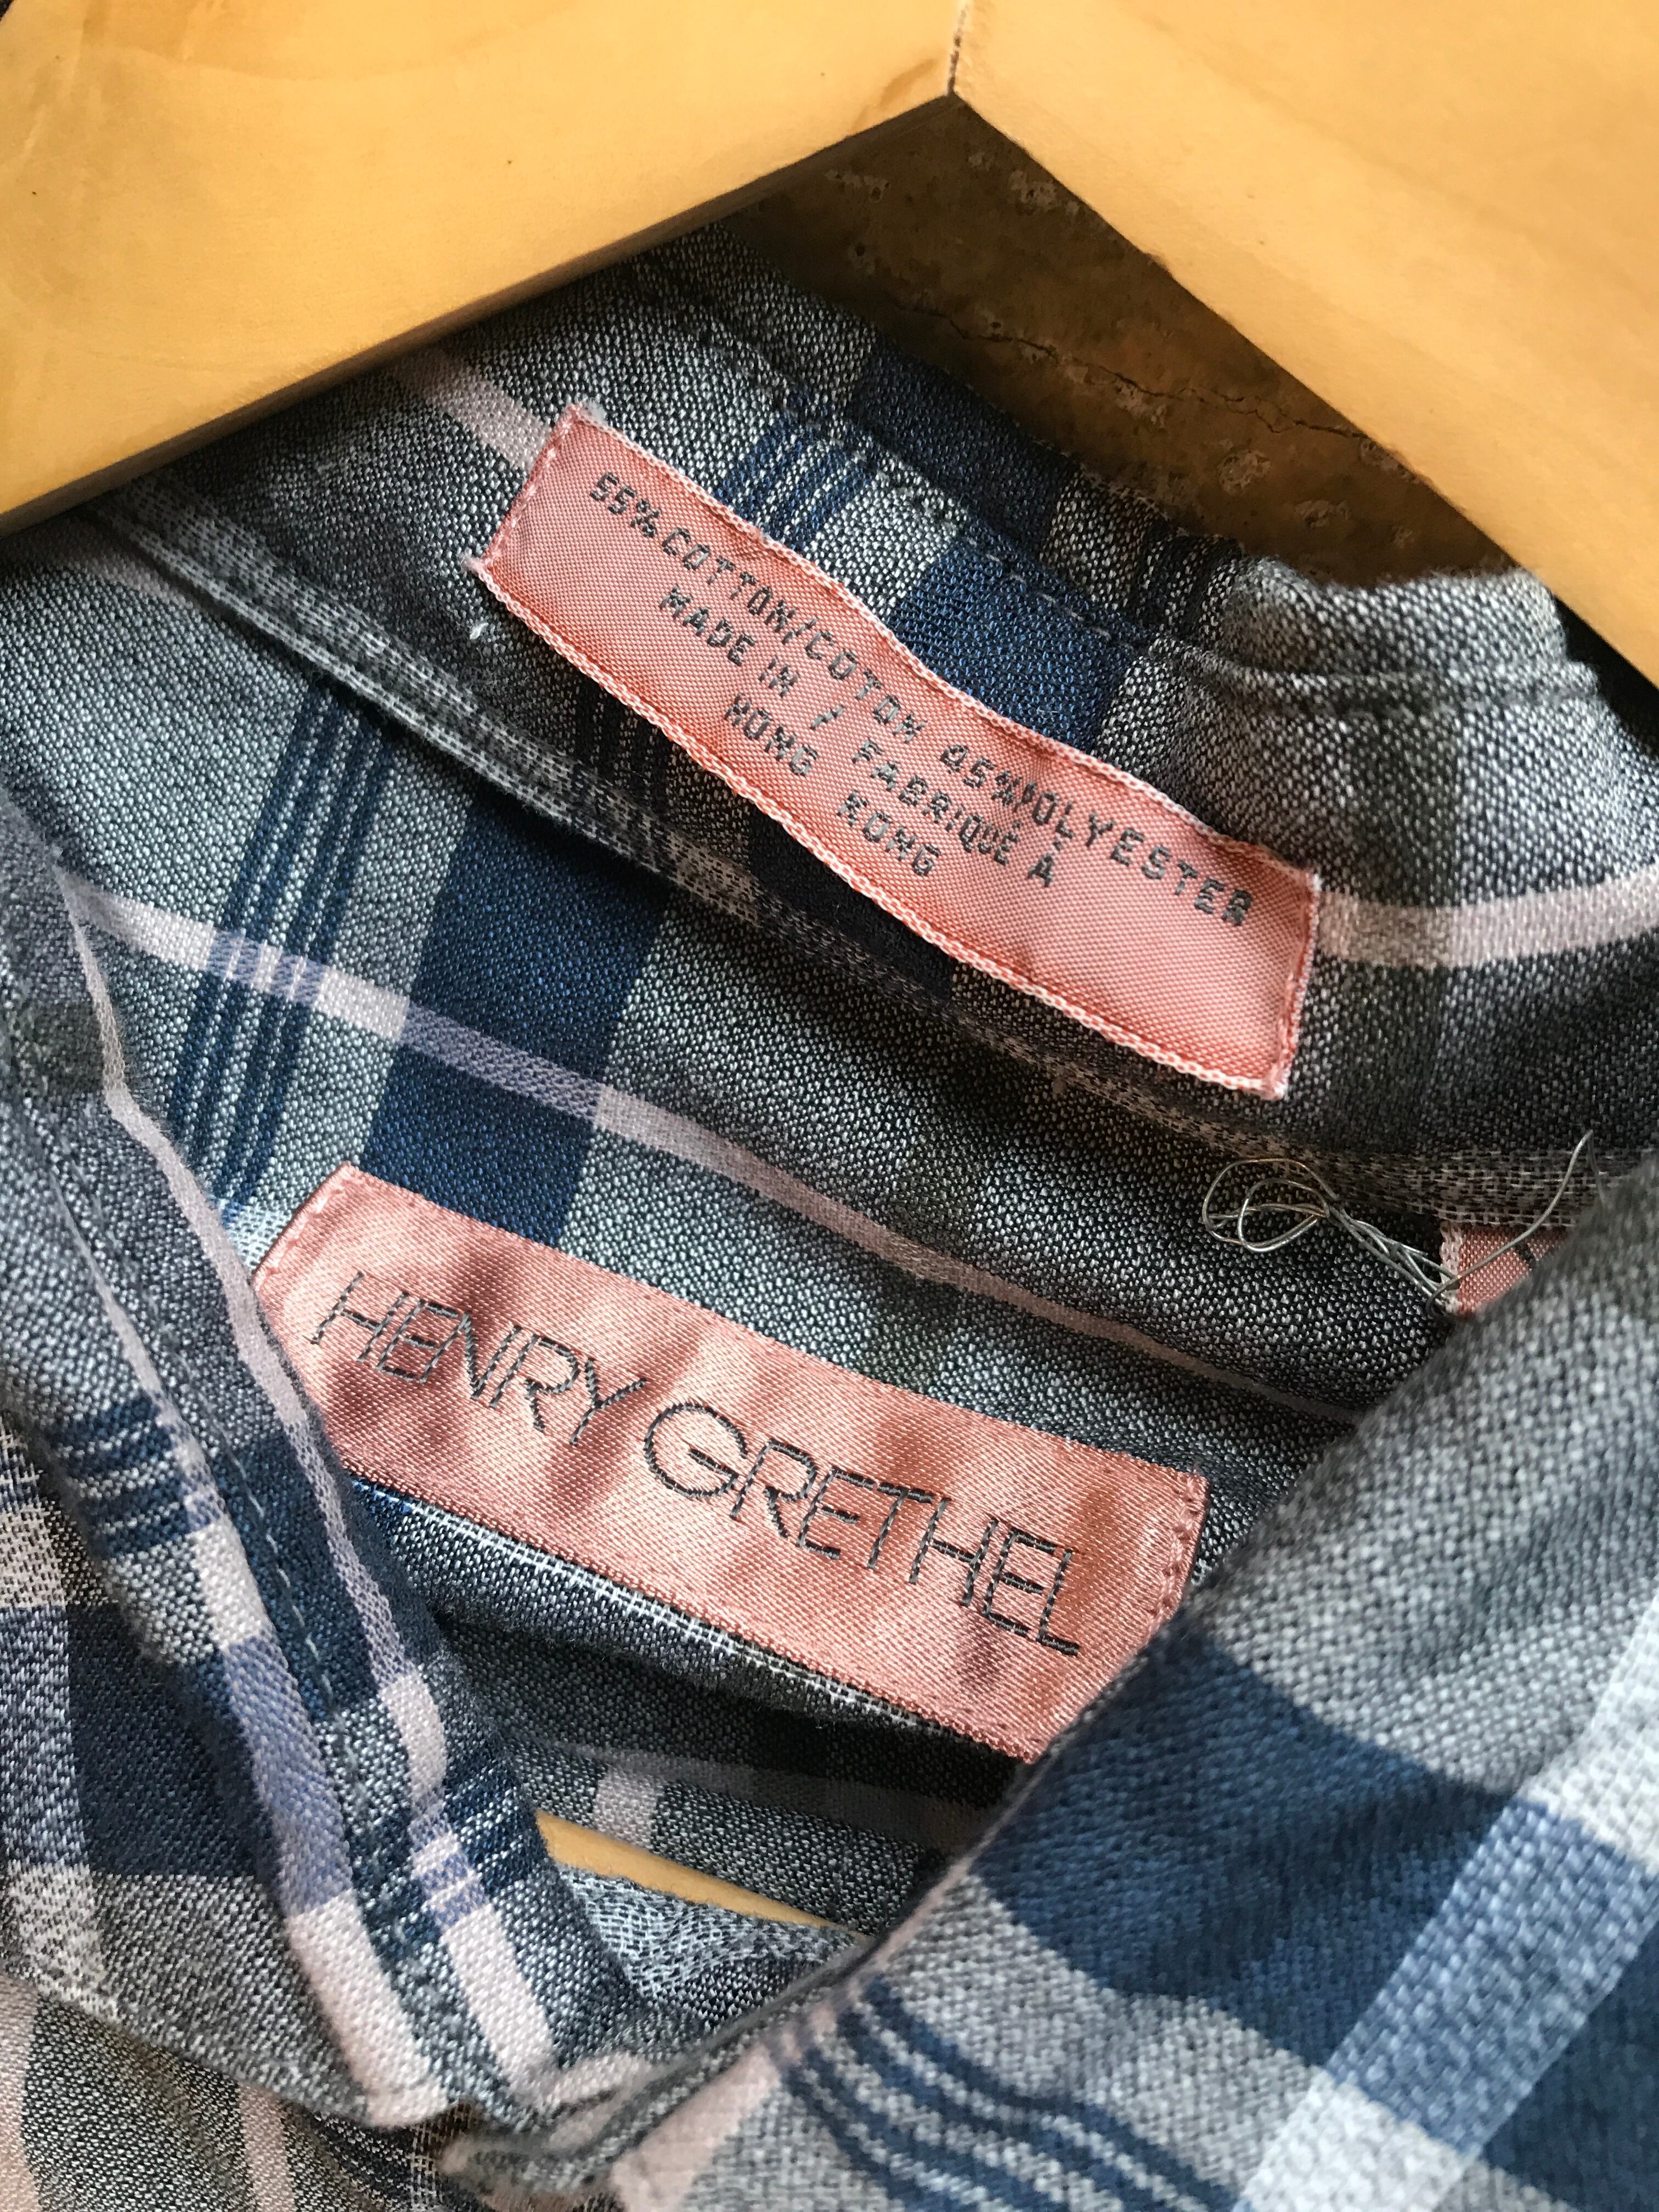 55% COTTON/COTON 45% POLYESTER
MADE IN / FABRIQUÉ À
HONG KONG
HENRY GRETHEL